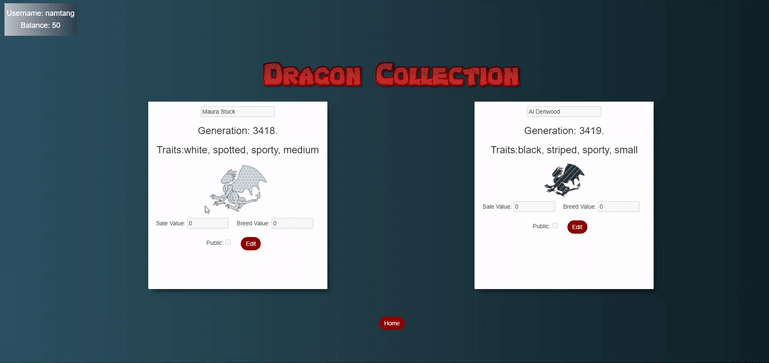 Username: namtang
Balance: 50
Dragon Collection
Maura Stuck
Generation: 3418.
Traits:white, spotted, sporty, medium
Sale Value: 0 Breed Value: 0
Public: Edit
Al Denwood
Generation: 3419.
Traits:black, striped, sporty, small
Sale Value: 0 Breed Value: 0
Public: Edit
Home